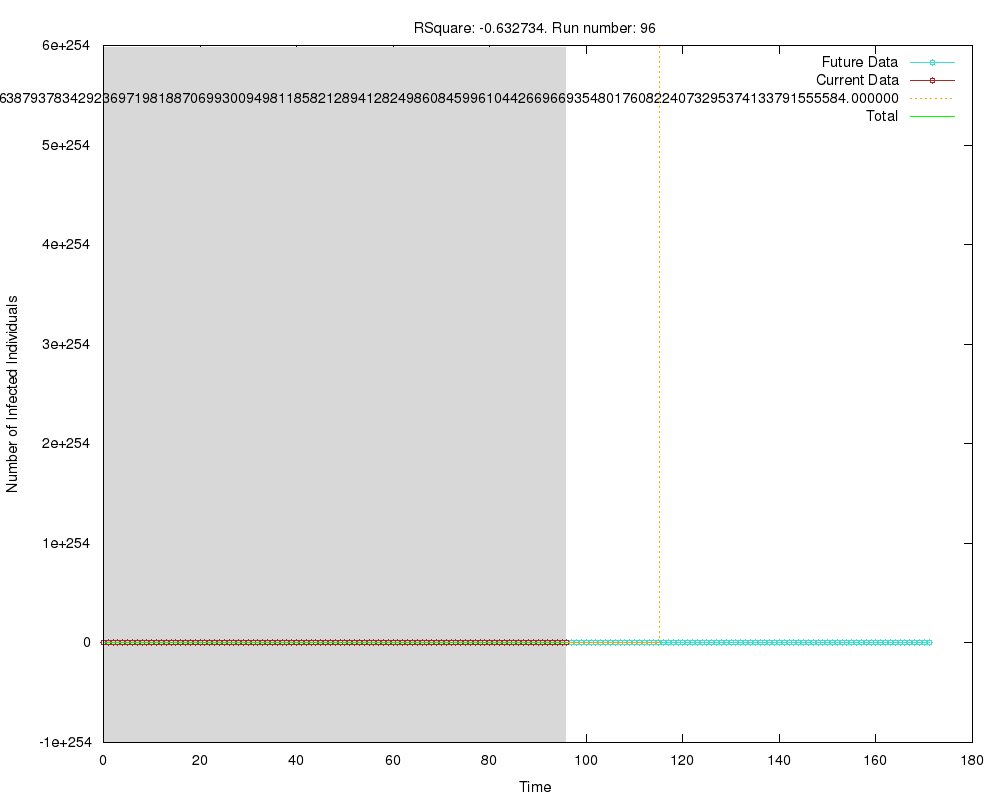 RSquare: -0.632734. Run number: 96
6e+254
Future Data
Current Data
638793783429236971981887069930094981185821289412824986084599610442669669354801760822407329537413379155584.000000
Total
5e+254
4e+254
3e+254
2e+254
1e+254
0
-1e+254
Number of Infected Individuals
0 20 40 60 80 100 120 140 160 180
Time